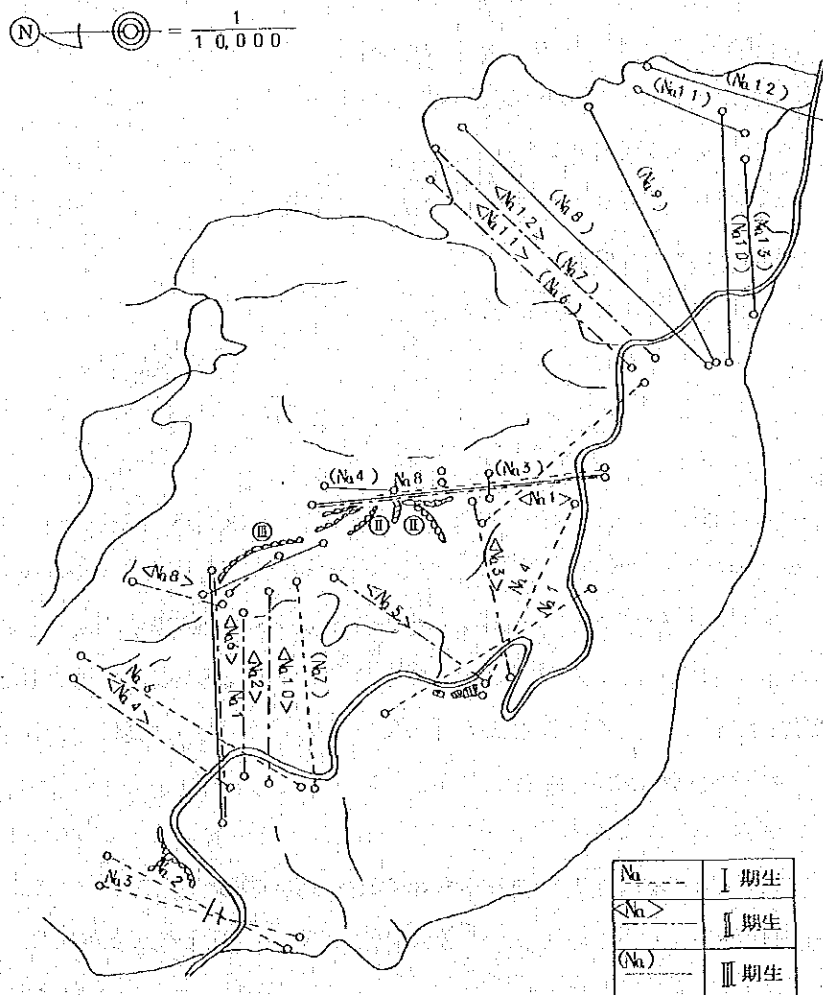 N = 1/10,000
(No.12)
(No.11)
(No.9)
(No.8)
<No.12>
<No.11>
(No.7)
(No.6)
(No.10)
(No.13)
(No.4)
No.8
(No.3)
<No.1>
Ⅱ
Ⅱ
Ⅲ
<No.8>
<No.3>
No.4
No.1
<No.5>
<No.6>
<No.2>
<No.10>
(No.7)
No.1
<No.4>
No.2
No.3
No. Ⅰ期生
<No.> Ⅱ期生
(No.) Ⅲ期生